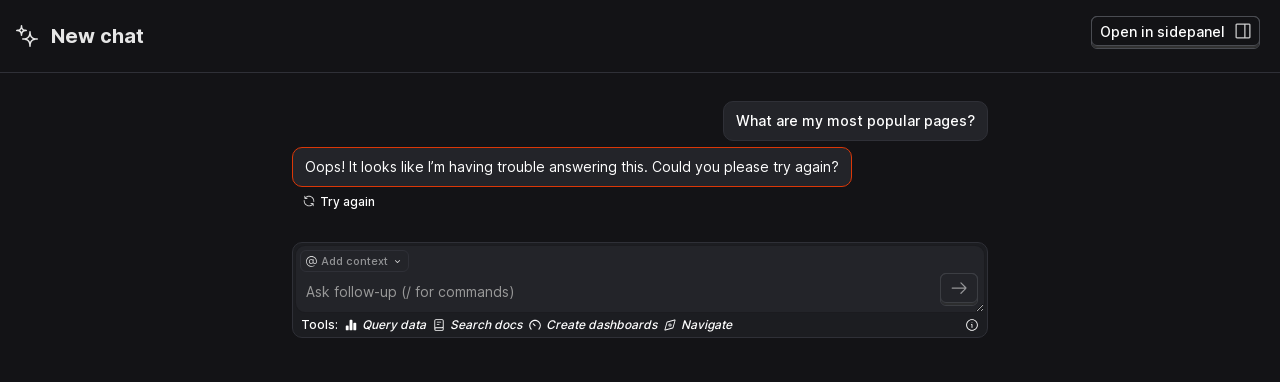 New chat
Open in sidepanel
What are my most popular pages?
Oops! It looks like I’m having trouble answering this. Could you please try again?
Try again
@ Add context
Ask follow-up (/ for commands)
Tools: Query data Search docs Create dashboards Navigate